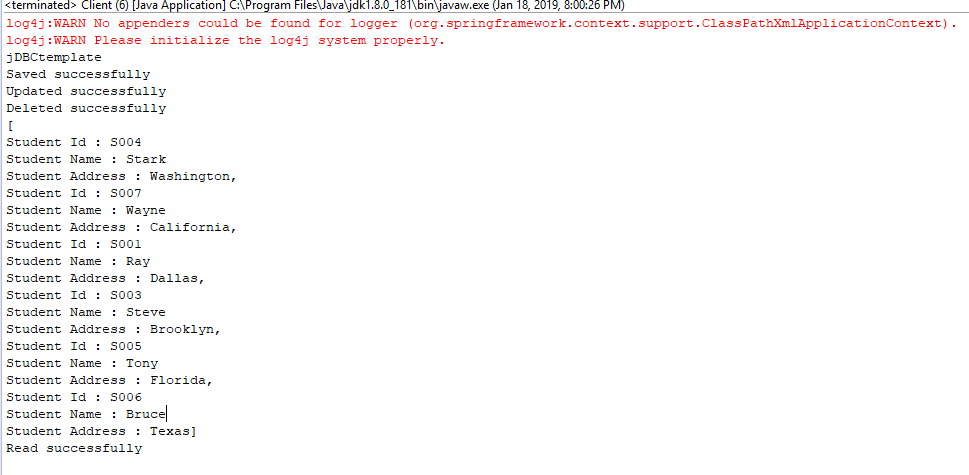 <terminated> Client (6) [Java Application] C:\Program Files\Java\jdk1.8.0_181\bin\javaw.exe (Jan 18, 2019, 8:00:26 PM)
log4j:WARN No appenders could be found for logger (org.springframework.context.support.ClassPathXmlApplicationContext).
log4j:WARN Please initialize the log4j system properly.
jDBCtemplate
Saved successfully
Updated successfully
Deleted successfully
[
Student Id : S004
Student Name : Stark
Student Address : Washington,
Student Id : S007
Student Name : Wayne
Student Address : California,
Student Id : S001
Student Name : Ray
Student Address : Dallas,
Student Id : S003
Student Name : Steve
Student Address : Brooklyn,
Student Id : S005
Student Name : Tony
Student Address : Florida,
Student Id : S006
Student Name : Bruce
Student Address : Texas]
Read successfully